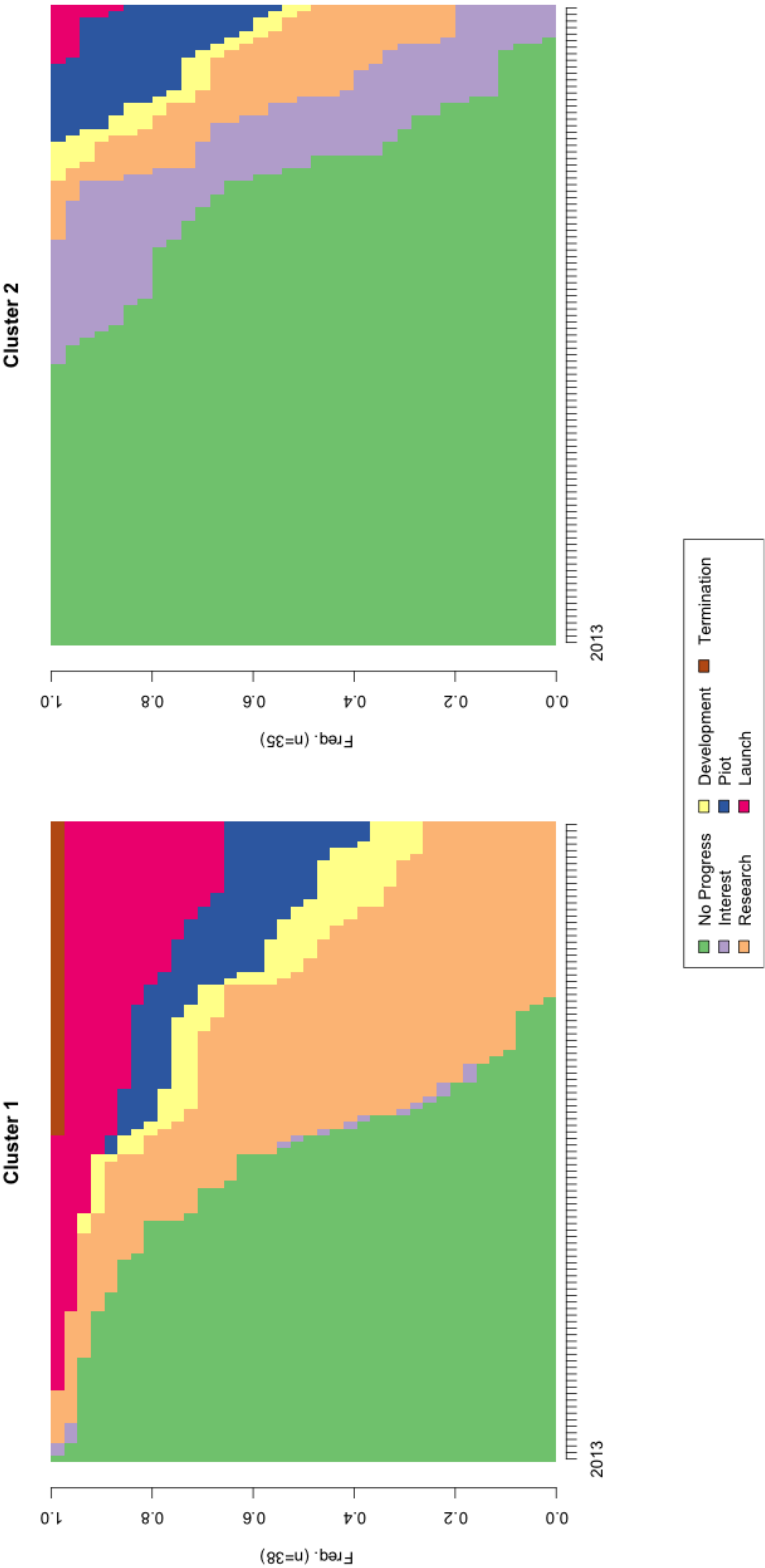 Cluster 1
Freq. (n=38)
0.0
0.2
0.4
0.6
0.8
1.0
2013
Cluster 2
Freq. (n=35)
0.0
0.2
0.4
0.6
0.8
1.0
2013
No Progress
Interest
Research
Development
Piot
Launch
Termination